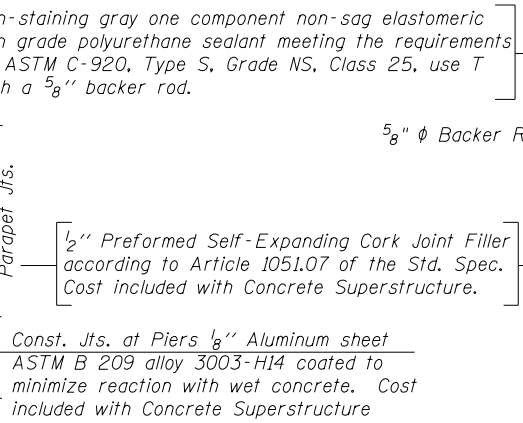 n-staining gray one component non-sag elastomeric
grade polyurethane sealant meeting the requirements
ASTM C-920, Type S, Grade NS, Class 25, use T
h a 5/8'' backer rod.
5/8" ϕ Backer R
Parapet Jts.
1/2'' Preformed Self-Expanding Cork Joint Filler
according to Article 1051.07 of the Std. Spec.
Cost included with Concrete Superstructure.
Const. Jts. at Piers 1/8'' Aluminum sheet
ASTM B 209 alloy 3003-H14 coated to
minimize reaction with wet concrete. Cost
included with Concrete Superstructure